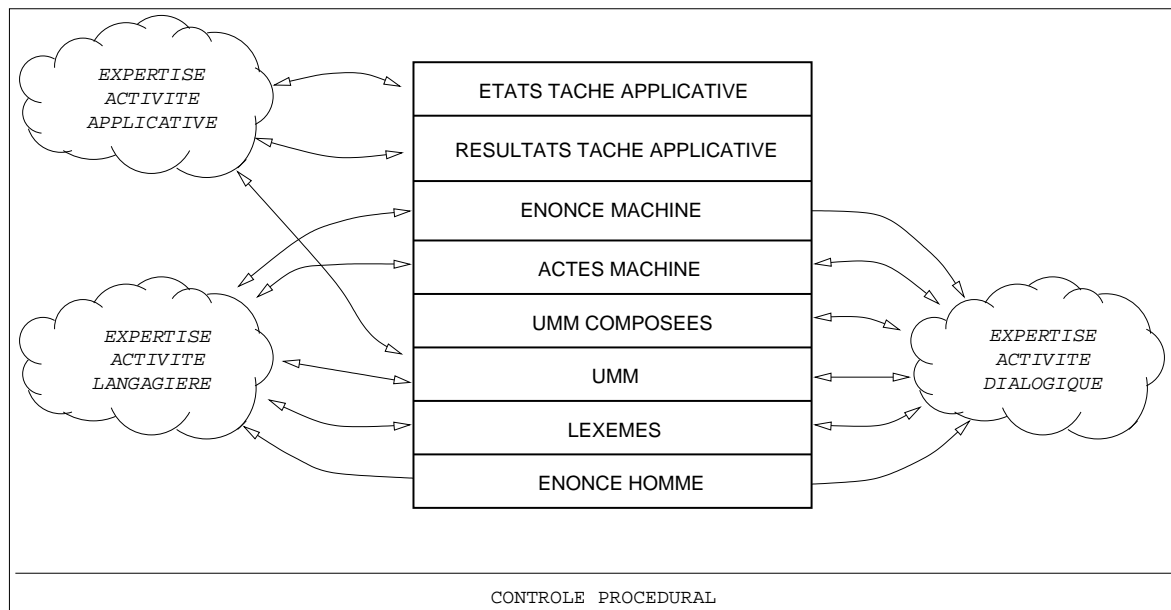 EXPERTISE
ACTIVITE
APPLICATIVE
ETATS TACHE APPLICATIVE
RESULTATS TACHE APPLICATIVE
ENONCE MACHINE
ACTES MACHINE
UMM COMPOSEES
UMM
LEXEMES
ENONCE HOMME
EXPERTISE
ACTIVITE
LANGAGIERE
EXPERTISE
ACTIVITE
DIALOGIQUE
CONTROLE PROCEDURAL